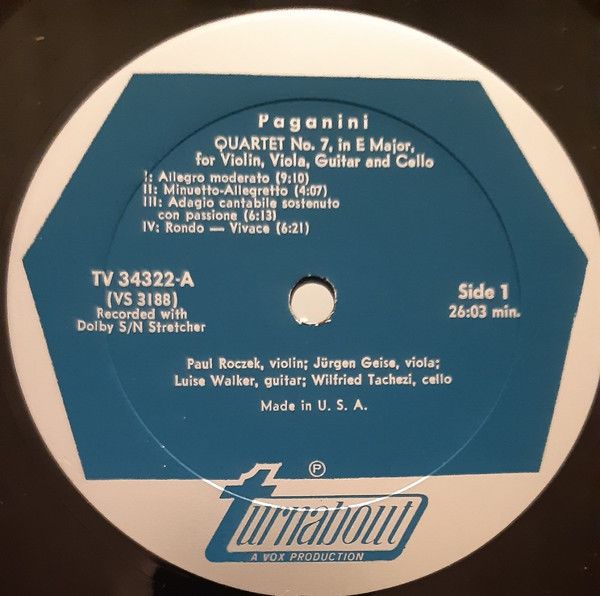 Paganini
QUARTET No. 7, in E Major,
for Violin, Viola, Guitar and Cello
I: Allegro moderato (9:10)
II: Minuetto-Allegretto (4:07)
III: Adagio cantabile sostenuto
con passione (6:13)
IV: Rondo — Vivace (6:21)
TV 34322-A
(VS 3188)
Recorded with
Dolby S/N Stretcher
Side 1
26:03 min.
Paul Roczek, violin; Jürgen Geise, viola;
Luise Walker, guitar; Wilfried Tachezi, cello
Made in U. S. A.
℗
turnabout
A VOX PRODUCTION